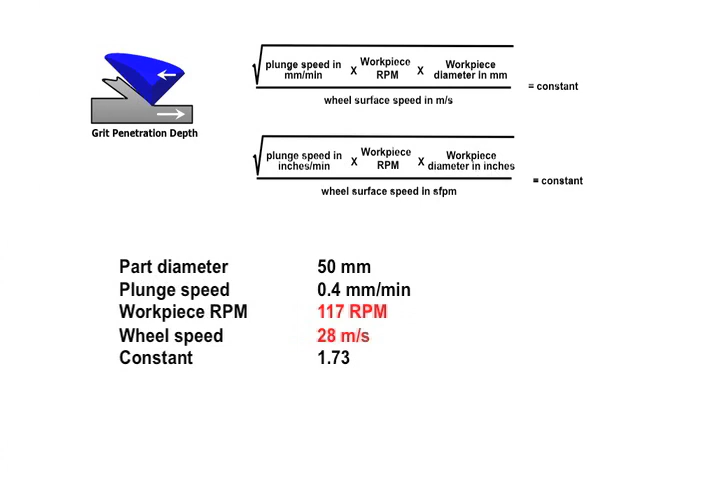 plunge speed in mm/min X Workpiece RPM X Workpiece diameter in mm
wheel surface speed in m/s
= constant
Grit Penetration Depth
plunge speed in inches/min X Workpiece RPM X Workpiece diameter in inches
wheel surface speed in sfpm
= constant
Part diameter 50 mm
Plunge speed 0.4 mm/min
Workpiece RPM 117 RPM
Wheel speed 28 m/s
Constant 1.73